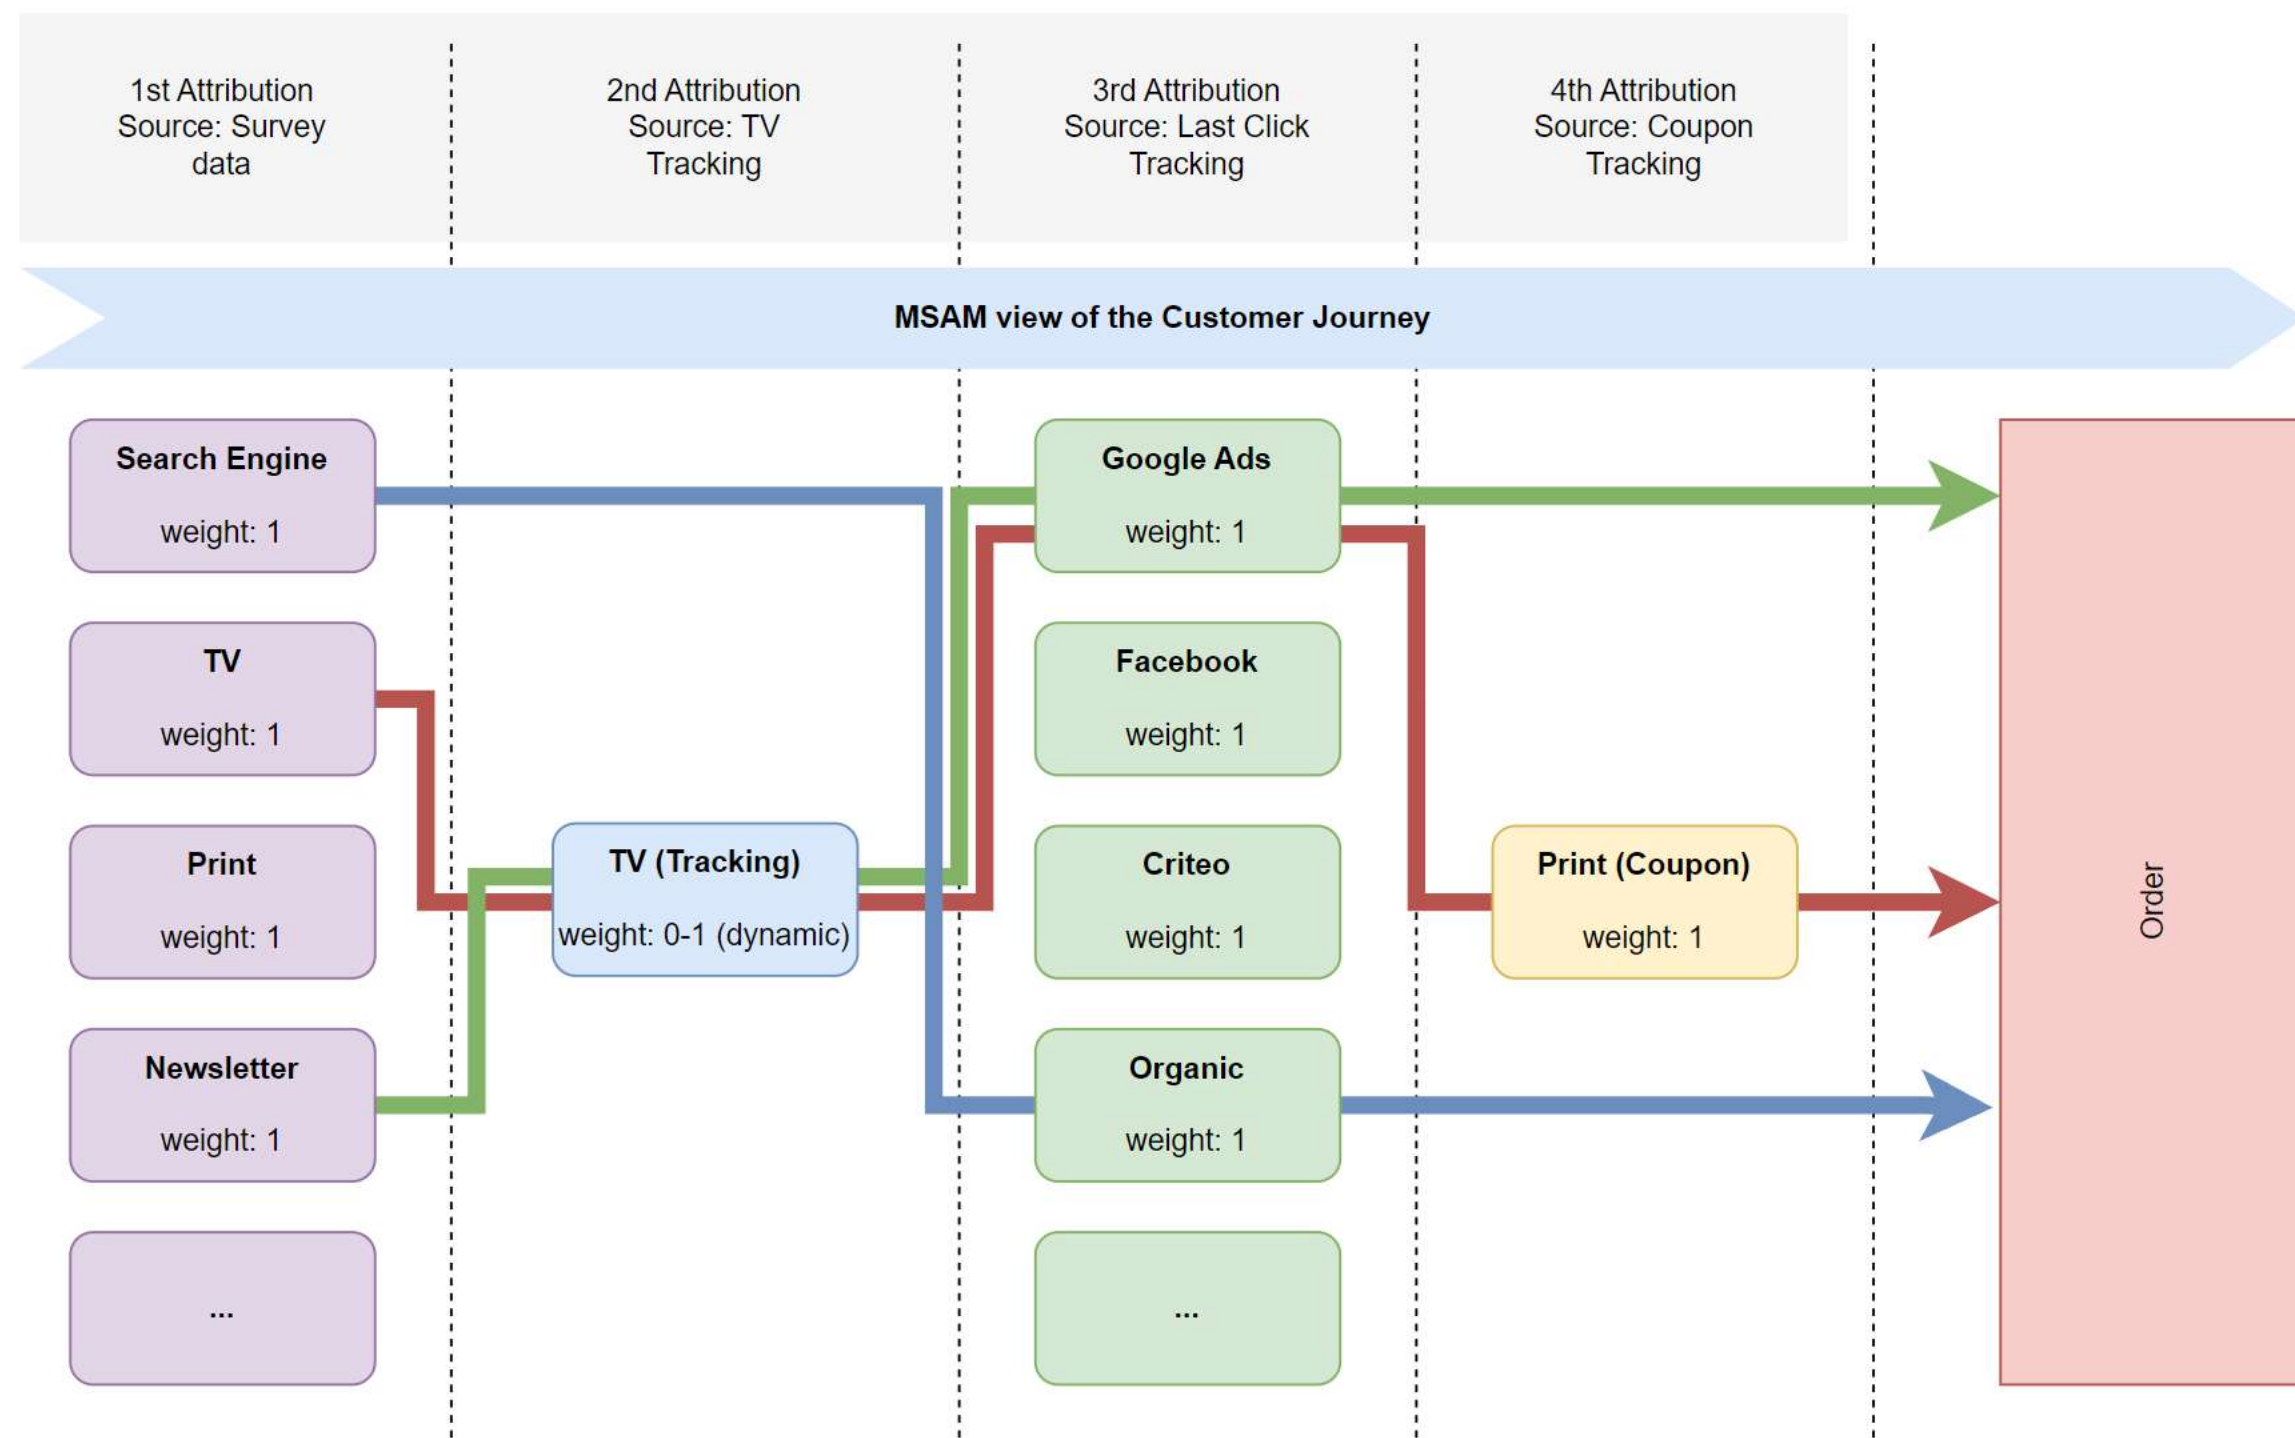 1st Attribution
Source: Survey
data
2nd Attribution
Source: TV
Tracking
3rd Attribution
Source: Last Click
Tracking
4th Attribution
Source: Coupon
Tracking
MSAM view of the Customer Journey
Search Engine
weight: 1
TV
weight: 1
Print
weight: 1
Newsletter
weight: 1
...
TV (Tracking)
weight: 0-1 (dynamic)
Google Ads
weight: 1
Facebook
weight: 1
Criteo
weight: 1
Organic
weight: 1
...
Print (Coupon)
weight: 1
Order